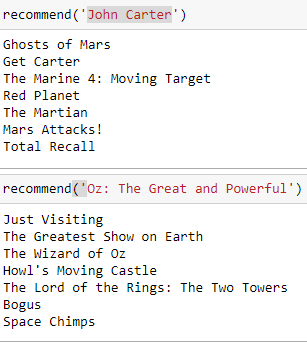 recommend('John Carter')
Ghosts of Mars
Get Carter
The Marine 4: Moving Target
Red Planet
The Martian
Mars Attacks!
Total Recall
recommend('Oz: The Great and Powerful')
Just Visiting
The Greatest Show on Earth
The Wizard of Oz
Howl's Moving Castle
The Lord of the Rings: The Two Towers
Bogus
Space Chimps